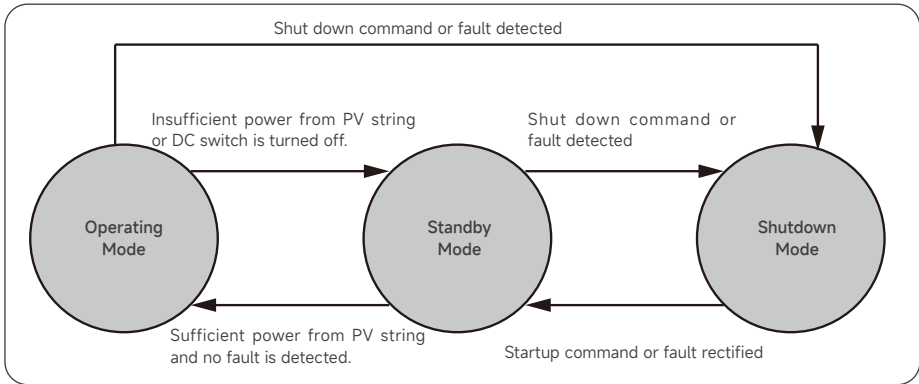 Shut down command or fault detected
Insufficient power from PV string
or DC switch is turned off.
Shut down command or
fault detected
Operating
Mode
Standby
Mode
Shutdown
Mode
Sufficient power from PV string
and no fault is detected.
Startup command or fault rectified